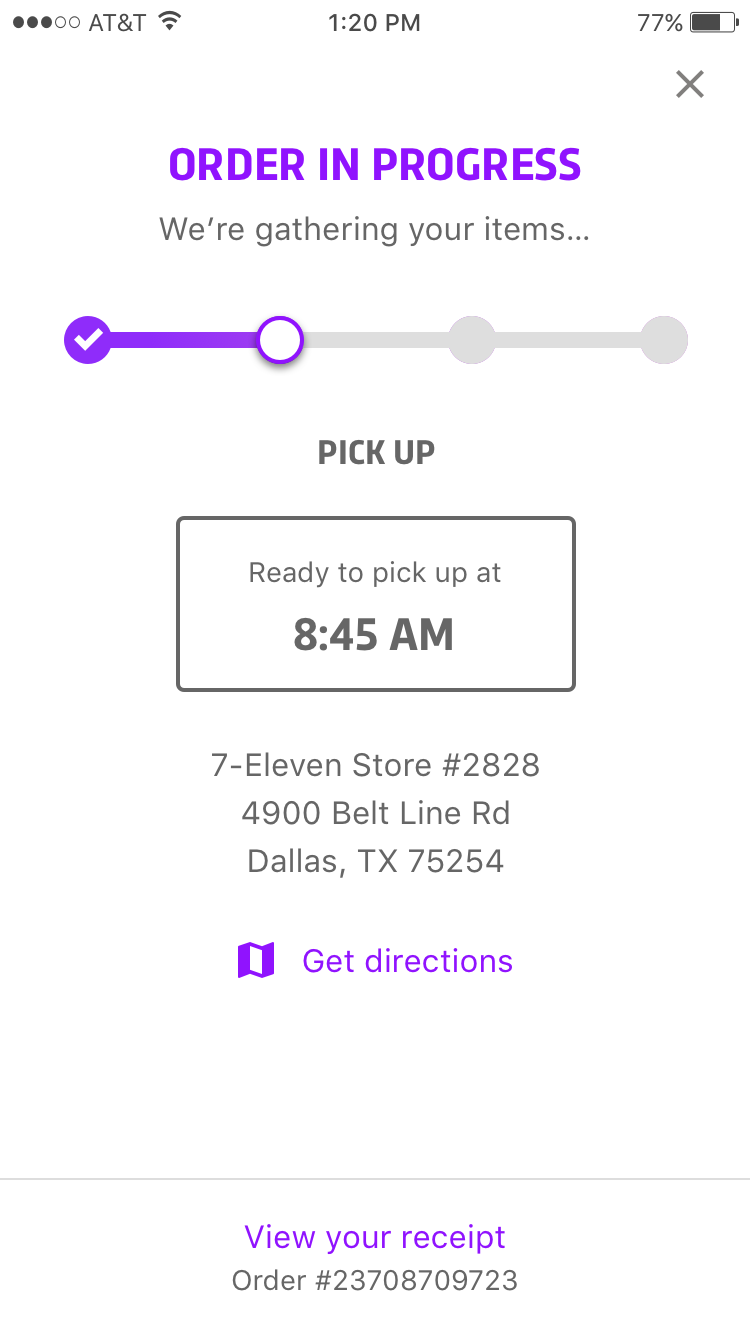 AT&T 1:20 PM 77%
ORDER IN PROGRESS
We’re gathering your items...
PICK UP
Ready to pick up at
8:45 AM
7-Eleven Store #2828
4900 Belt Line Rd
Dallas, TX 75254
Get directions
View your receipt
Order #23708709723